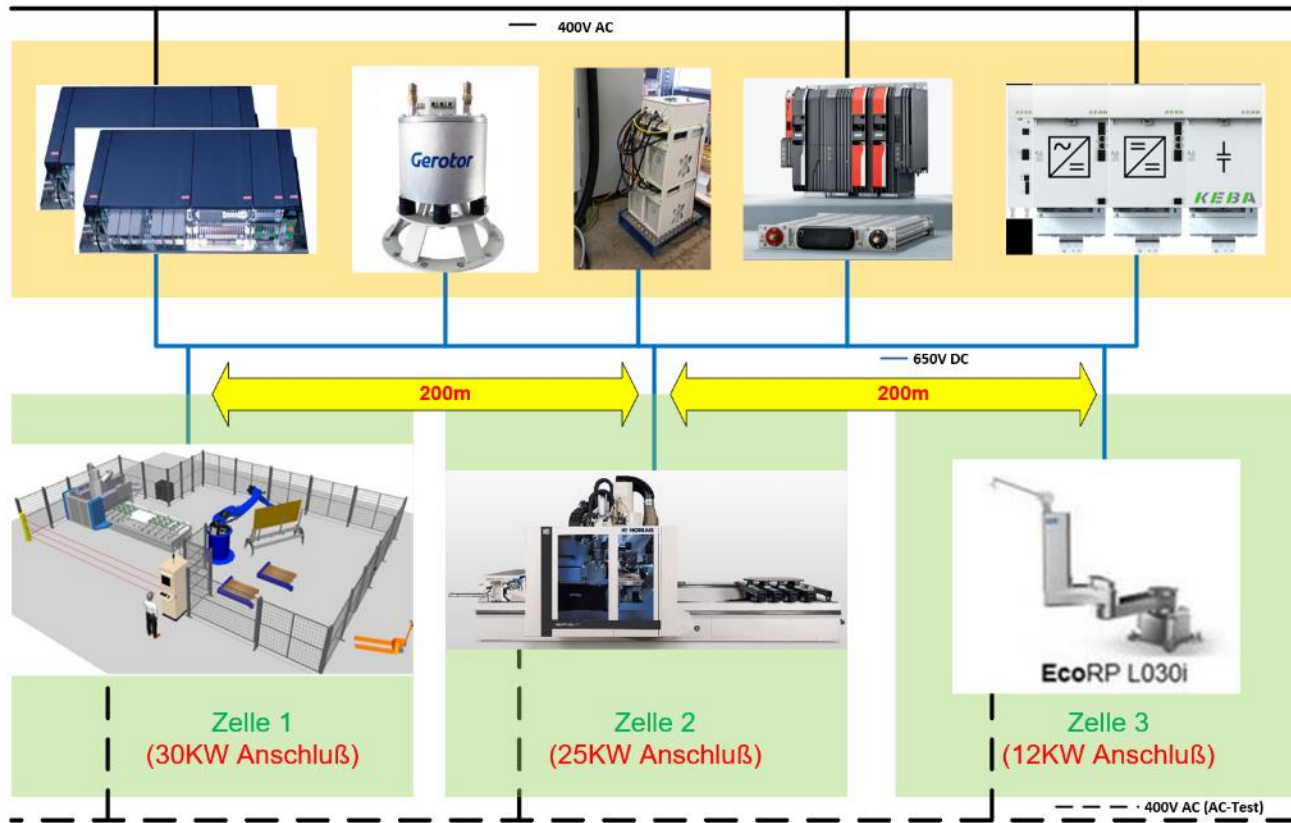 400V AC
Gerotor
KEBA
650V DC
200m
200m
HOMAG
EcoRP L030i
Zelle 1
(30KW Anschluß)
Zelle 2
(25KW Anschluß)
Zelle 3
(12KW Anschluß)
400V AC (AC-Test)